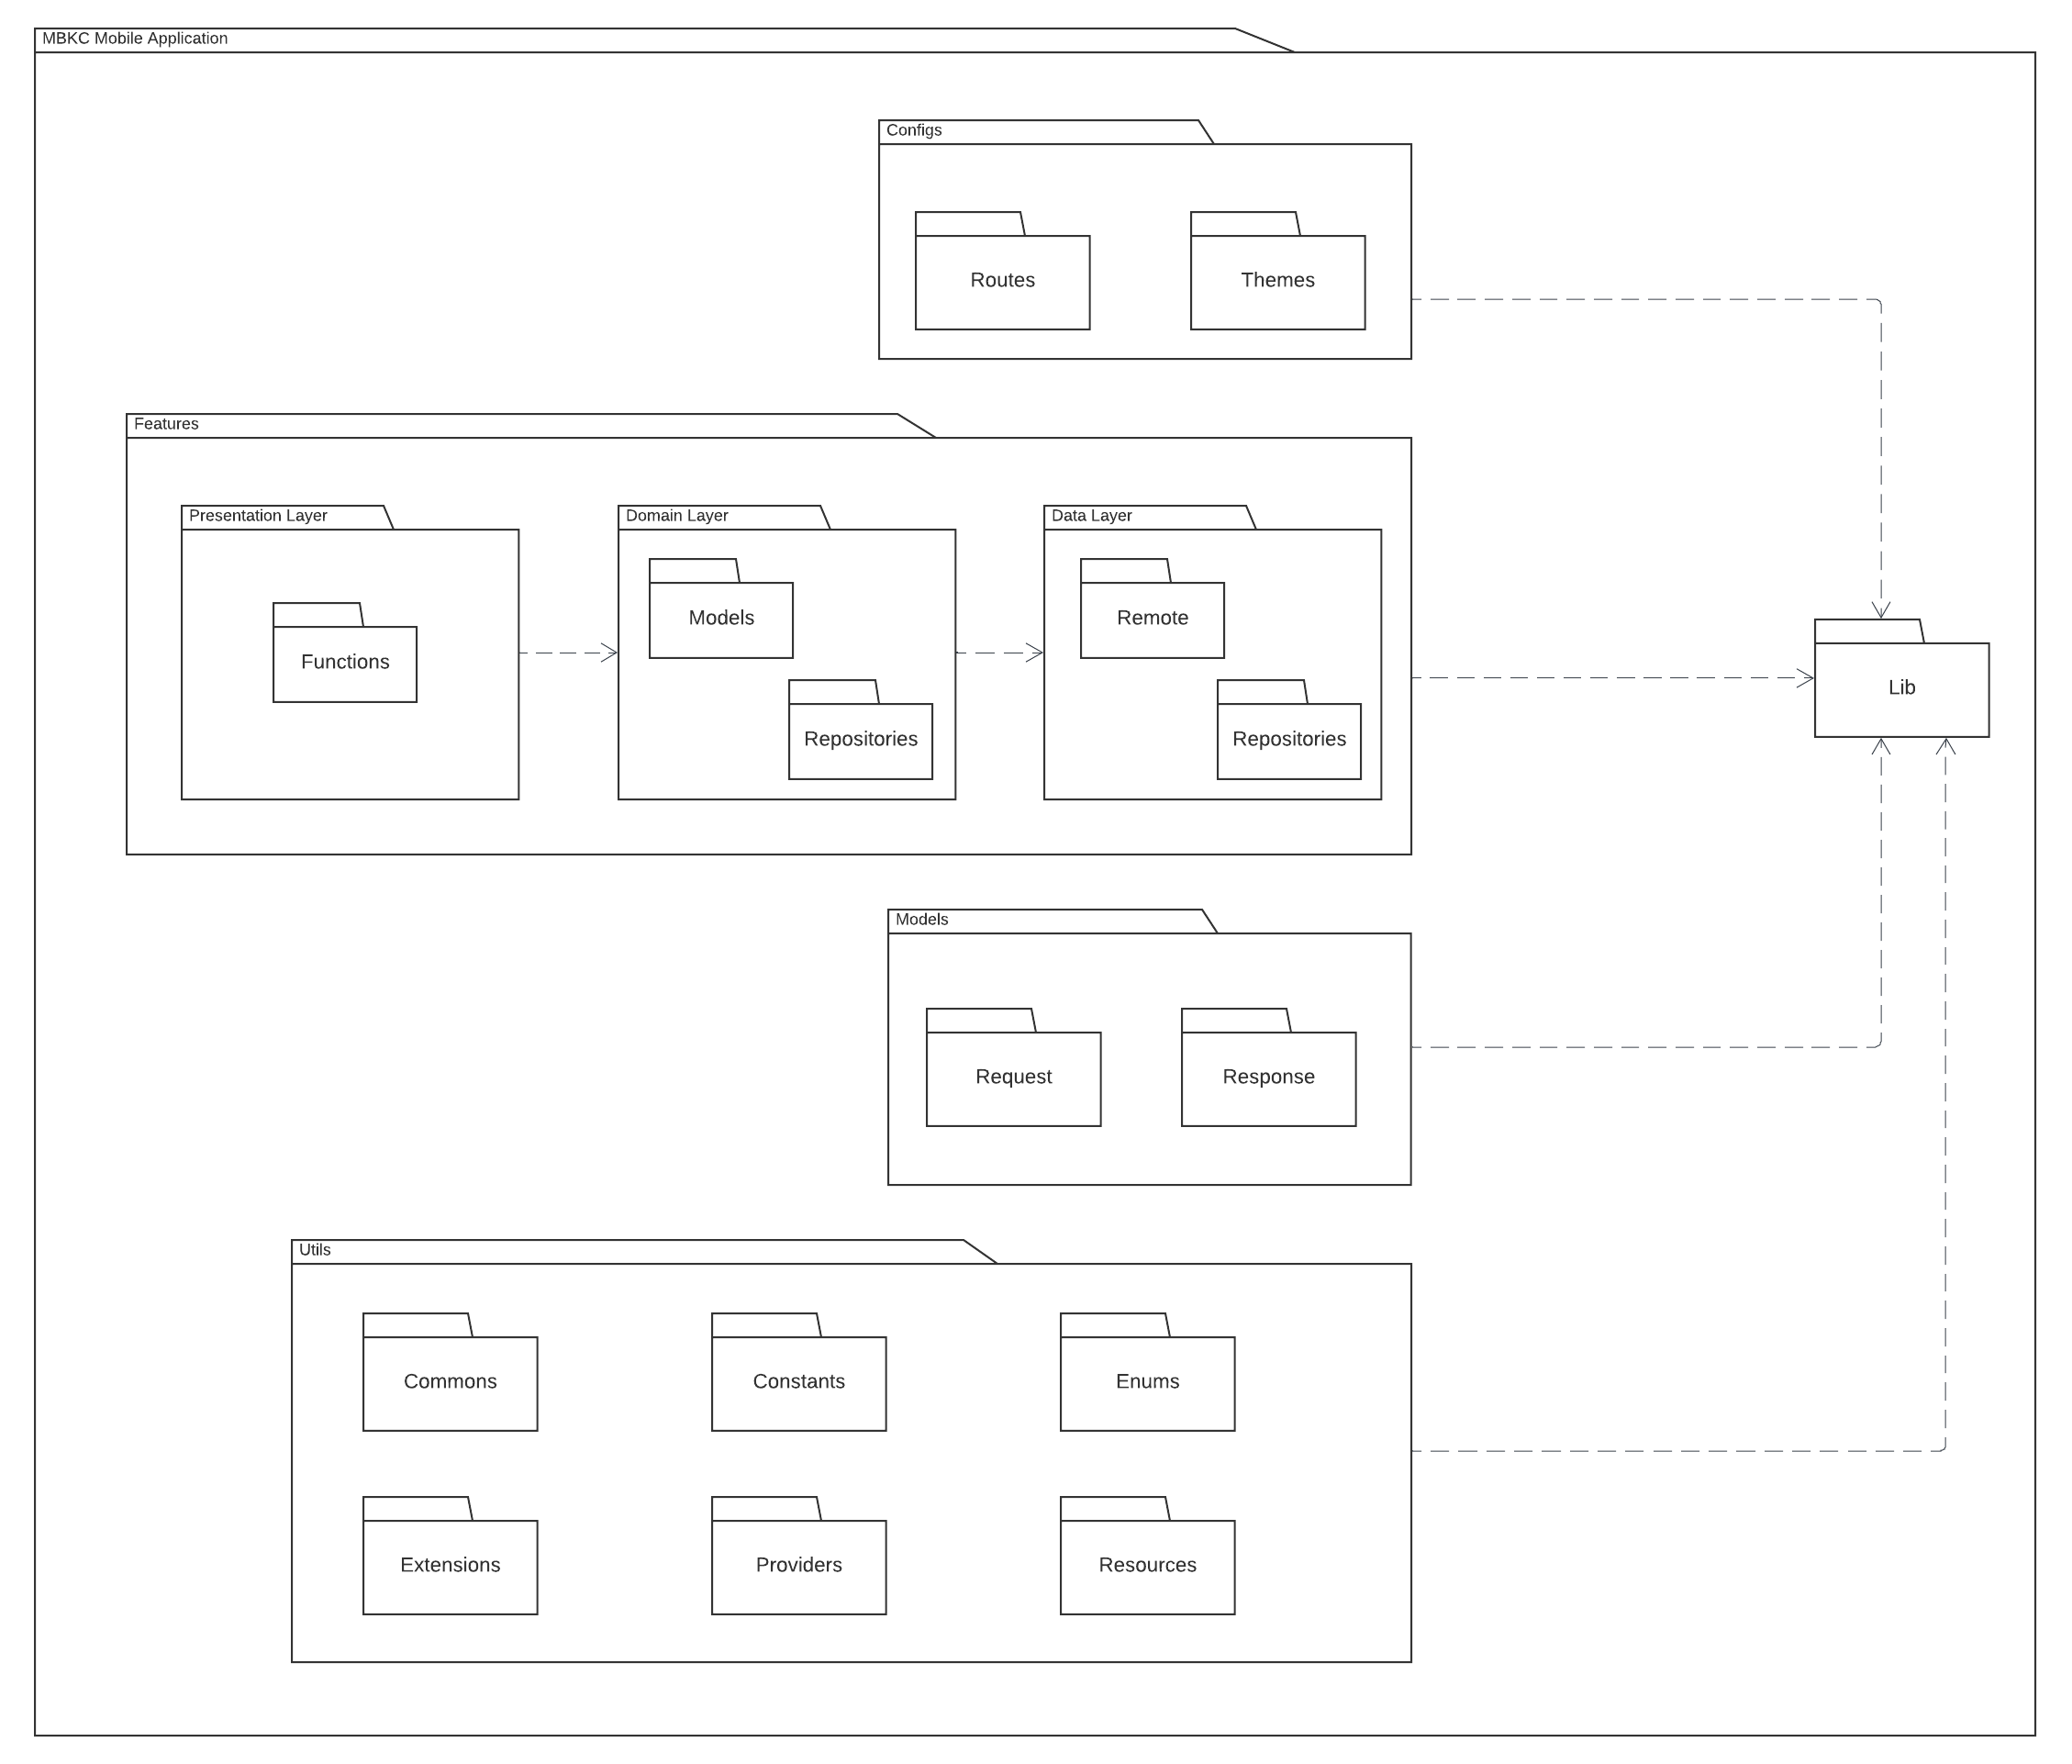 MBKC Mobile Application
Configs
Routes
Themes
Features
Presentation Layer
Functions
Domain Layer
Models
Repositories
Data Layer
Remote
Repositories
Lib
Models
Request
Response
Utils
Commons
Constants
Enums
Extensions
Providers
Resources